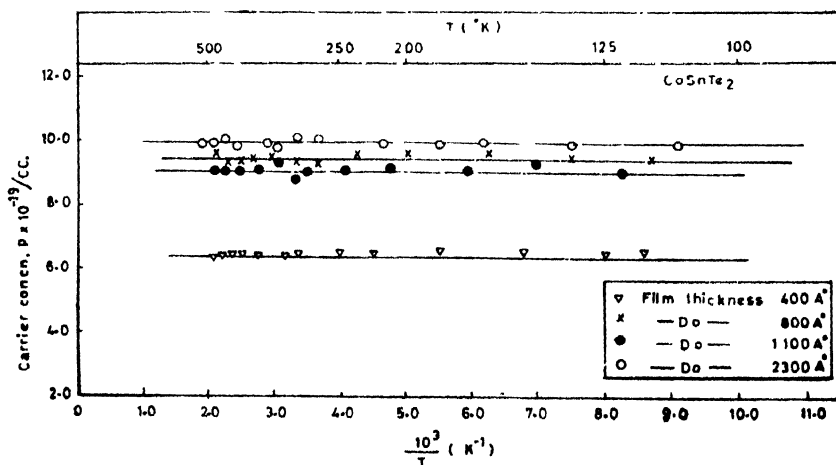 T (°K)
500 250 200 125 100
CoSnTe2
12.0
10.0
8.0
6.0
4.0
2.0
Carrier concn. P x 10^-19/CC.
▽ Film thickness 400 A°
x — Do — 800 A°
● — Do — 1100 A°
○ — Do — 2300 A°
0 1.0 2.0 3.0 4.0 5.0 6.0 7.0 8.0 9.0 10.0 11.0
10^3/T (K^-1)